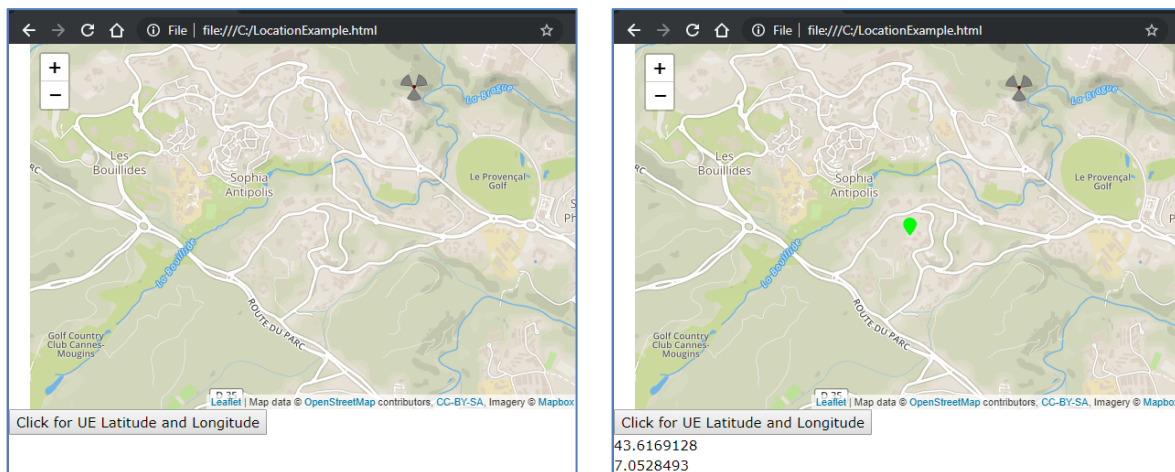 File | file:///C:/LocationExample.html
+
−
La Brague
Les
Bouillides
Sophia
Antipolis
Le Provençal
Golf
La Bouillide
ROUTE DU PARC
Golf Country
Club Cannes-
Mougins
D 35
Leaflet | Map data © OpenStreetMap contributors, CC-BY-SA, Imagery © Mapbox
Click for UE Latitude and Longitude
File | file:///C:/LocationExample.html
+
−
La Brague
Les
Bouillides
Sophia
Antipolis
Le Provençal
Golf
La Bouillide
ROUTE DU PARC
Golf Country
Club Cannes-
Mougins
D 35
Leaflet | Map data © OpenStreetMap contributors, CC-BY-SA, Imagery © Mapbo
Click for UE Latitude and Longitude
43.6169128
7.0528493